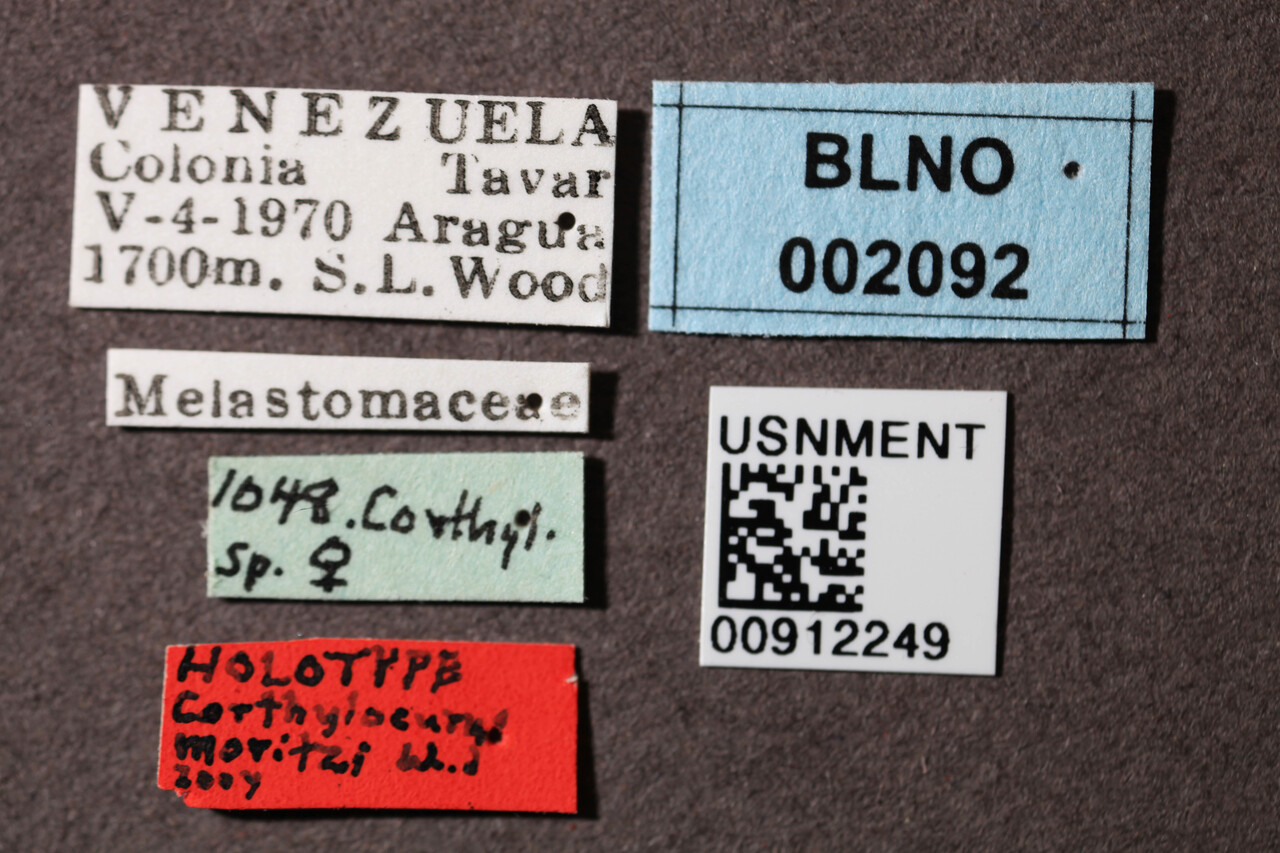 VENEZUELA
Colonia Tavar
V-4-1970 Aragua
1700m. S.L. Wood
Melastomaceae
1048. Corthyl.
sp. ♀
HOLOTYPE
Corthylocurus
moritzi
BLNO
002092
USNMENT
00912249